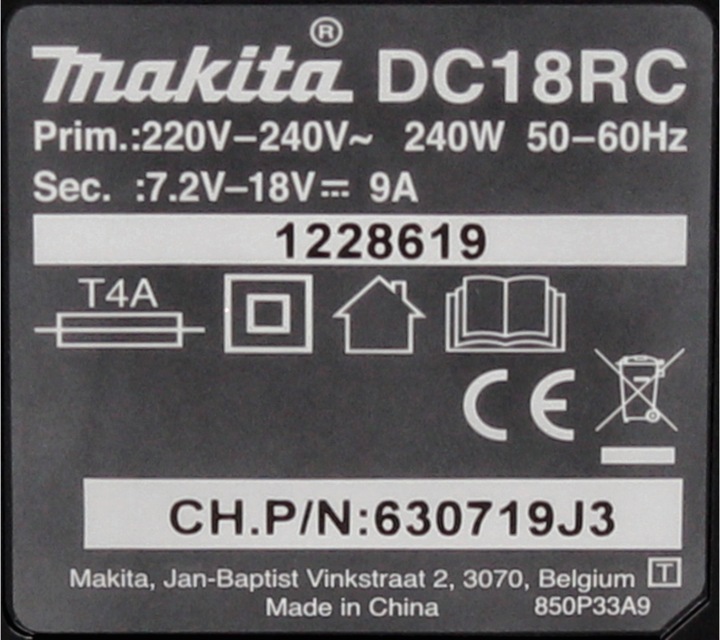 makita® DC18RC
Prim.:220V–240V~ 240W 50–60Hz
Sec. :7.2V–18V⎓ 9A
1228619
T4A
CE
CH.P/N:630719J3
Makita, Jan-Baptist Vinkstraat 2, 3070, Belgium T
Made in China 850P33A9